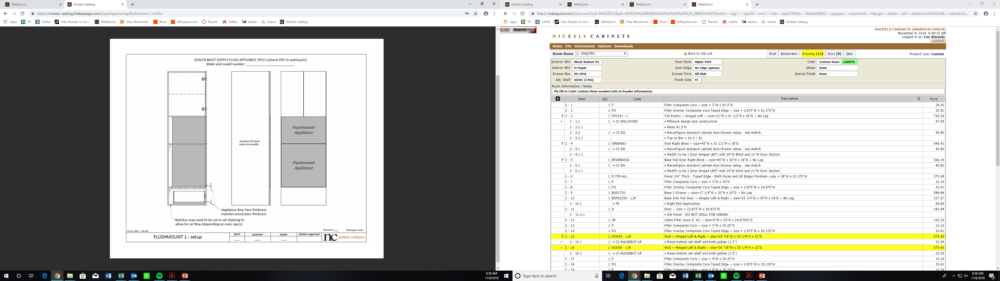 WebQuoin
Nickels Catalog
https://nickels-catalog.firebaseapp.com/sop/engineering/flushmount-1-to1fm-
Apps TD CAIXA Hiku Brands Co Ltd ( WebQuoin Elias Woodwork Blum AliExpress.com Payroll hafele. kaizen Asana Nickels Catalog
DEALER MUST SUPPLY FLUSH APPLIANCE SPECS (attach PDF to webQuoin)
Make and model number:
Flushmount
Appliance
Seamless finished
ends are possible
Flushmount
Appliance
7
8
7
8
Appliance door face thickness
matches wood door thickness
Notches may need to be cut in set shelving to
allow for air flow (depending on oven specs)
Jul 26, 2018 - 7:03 AM
Revision #
Drawing by: Scott
FLUSHMOUNT 1 - setup
job # customer dealer dealers approval
nc nickels cabinets
6:58 AM
11/8/2018
Nickels Catalog
WebQuoin
WebQuoin
WebQuoin
https://webquoin.com/main.wcsx?sid=NKLDETLS&pk=ARTESIA%20MAREN%20%20%20%20%20_5BK0O5UMO&xref=~~pg:1~~rpp:20~~sort:~~ord:~~stext:7893b~~sfield:JOBNO~~ppsppp:~~columnref:~~fdesgn:~~show:~~dlr:~~dealerno:NICKELSM~~rslsman:LE...
Apps TD CAIXA Hiku Brands Co Ltd ( WebQuoin Elias Woodwork Blum AliExpress.com Payroll hafele. kaizen Asana Nickels Catalog
Search
NICKELS CABINETS (MANUFACTURER)
November 8, 2018 6:58:15 AM
Logged in as: Leo Almeida
LOGOUT
NICKELS CABINETS
Home File Information Options Downloads
Room Name 2 - PANTRY Back to Job List Print Backorders Drawing (13) Docs (0) Q&A Product Line: Custom
Exterior Mtrl Black Walnut VG Door Style Alpha VGM Color Custom Stain s30076
Interior Mtrl M Maple Door Edge No edge options Sheen Satin
Drawer Box DS-DMA Drawer Face All Slab Special Finish None
Adj. Shelf ADSH-3/4SQ Finish Side FE
Room Information / Notes
Pls fill in Color Custom Stain number/info in header information.
Item Qty Code Description Price
2 - 1 1 F Filler Composite Core ~ size = 3"W x 91.5"H 24.30
2 - 2 1 FO Filler Overlay Composite Core Taped Edge ~ size = 2.875"W x 91.375"H 30.41
? 2 - 3 1 TP2191 - L Tall Pantry ~ Hinged Left ~ size=21"W x 91 1/2"H x 18"D ~ No Leg 718.29
2 - 3.1 1 • CC-MILLWORK • Millwork design and construction 97.59
2 - 3.1.1 • Make 91.5"H
2 - 3.2 1 • CC-D6 • Reconfigure standard cabinet door/drawer setup - see sketch 45.80
2 - 3.2.1 • Top to Bot = 61.5 / 30
? 2 - 4 1 WRB4561 Wall Right Blind ~ size=45"W x 61 1/2"H x 18"D 946.43
2 - 4.1 1 • CC-D6 • Reconfigure standard cabinet door/drawer setup - see sketch 45.80
2 - 4.1.1 • Modify to be 1 Door Hinged LEFT with 24"W Blind and 21"W Door Section
? 2 - 5 1 BFDRB4530 Base Full Door Right Blind ~ size=45"W x 30"H x 18"D ~ No Leg 366.19
2 - 5.1 1 • CC-D6 • Reconfigure standard cabinet door/drawer setup - see sketch 45.80
2 - 5.1.1 • Modify to be 1 Door Hinged LEFT with 24"W blind and 21"W Door Section
2 - 6 1 P.75P-ALL Panel 3/4" Thick - Taped Edge - Both Faces and All Edges Finished~ size = 28"W x 91.375"H 370.08
2 - 7 1 F Filler Composite Core ~ size = 3"W x 30"H 13.16
2 - 8 1 FO Filler Overlay Composite Core Taped Edge ~ size = 2.875"W x 29.875"H 30.41
2 - 9 1 B3D1730 Base 3 Drawer ~ size=17 1/4"W x 30"H x 24"D ~ No Leg 584.84
2 - 10 1 BSFD2530 - L/R Base Sink Full Door ~ Hinged Left & Right ~ size=25 3/4"W x 30"H x 24"D ~ No Leg 337.57
2 - 10.1 1 • FE • Right End Application 66.85
2 - 11 1 D Door ~ size = 23.875"W x 29.875"H 181.94
2 - 11.0.1 • DW Panel - DO NOT DRILL FOR HINGES
2 - 12 1 GF Gable Filler (max 6" W) ~ size=5"W x 30"H x 24.87500"D 103.19
2 - 13 1 F Filler Composite Core ~ size = 3"W x 35.25"H 13.16
2 - 14 1 FO Filler Overlay Composite Core Taped Edge ~ size = 2.875"W x 35.125"H 30.41
? 2 - 15 1 W3935 - L/R Wall ~ Hinged Left & Right ~ size=39 7/8"W x 35 1/4"H x 12"D 575.43
2 - 15.1 1 • CC-RAISEBOT-LR • Raise bottom set shelf and both gables (1.5") 22.59
2 - 16 1 W3935 - L/R Wall ~ Hinged Left & Right ~ size=39 7/8"W x 35 1/4"H x 12"D 575.43
2 - 16.1 1 • CC-RAISEBOT-LR • Raise bottom set shelf and both gables (1.5") 22.59
2 - 17 1 F Filler Composite Core ~ size = 4"W x 35.25"H 13.16
2 - 18 1 FO Filler Overlay Composite Core Taped Edge ~ size = 3.875"W x 35.125"H 30.41
2 - 19 1 F Filler Composite Core ~ size = 4"W x 35.25"H 13.16
Type here to search
6:58 AM
11/8/2018